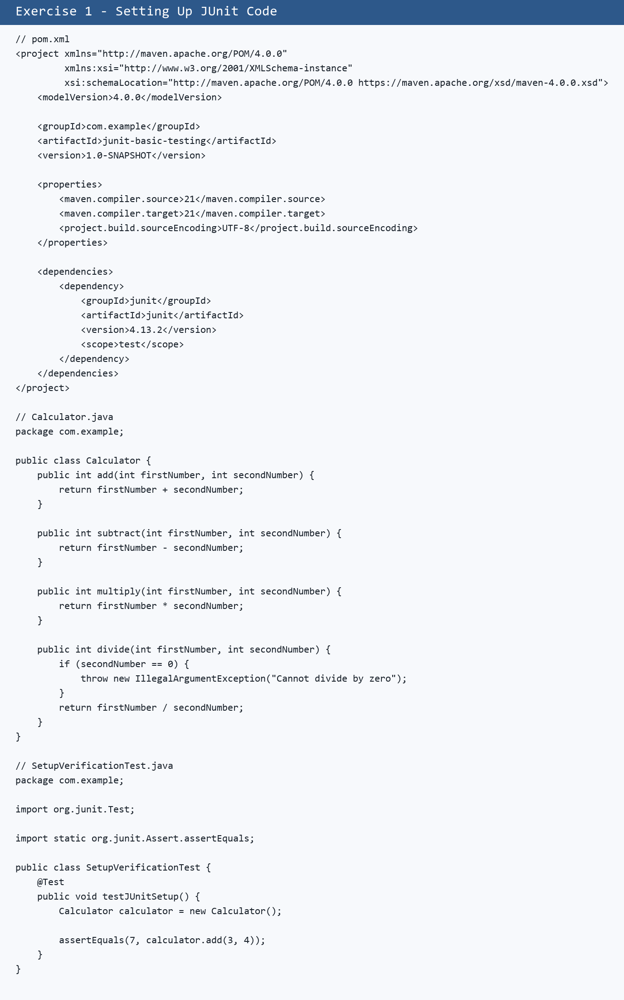 Exercise 1 - Setting Up JUnit Code
// pom.xml
<project xmlns="http://maven.apache.org/POM/4.0.0"
         xmlns:xsi="http://www.w3.org/2001/XMLSchema-instance"
         xsi:schemaLocation="http://maven.apache.org/POM/4.0.0 https://maven.apache.org/xsd/maven-4.0.0.xsd">
    <modelVersion>4.0.0</modelVersion>

    <groupId>com.example</groupId>
    <artifactId>junit-basic-testing</artifactId>
    <version>1.0-SNAPSHOT</version>

    <properties>
        <maven.compiler.source>21</maven.compiler.source>
        <maven.compiler.target>21</maven.compiler.target>
        <project.build.sourceEncoding>UTF-8</project.build.sourceEncoding>
    </properties>

    <dependencies>
        <dependency>
            <groupId>junit</groupId>
            <artifactId>junit</artifactId>
            <version>4.13.2</version>
            <scope>test</scope>
        </dependency>
    </dependencies>
</project>

// Calculator.java
package com.example;

public class Calculator {
    public int add(int firstNumber, int secondNumber) {
        return firstNumber + secondNumber;
    }

    public int subtract(int firstNumber, int secondNumber) {
        return firstNumber - secondNumber;
    }

    public int multiply(int firstNumber, int secondNumber) {
        return firstNumber * secondNumber;
    }

    public int divide(int firstNumber, int secondNumber) {
        if (secondNumber == 0) {
            throw new IllegalArgumentException("Cannot divide by zero");
        }
        return firstNumber / secondNumber;
    }
}

// SetupVerificationTest.java
package com.example;

import org.junit.Test;

import static org.junit.Assert.assertEquals;

public class SetupVerificationTest {
    @Test
    public void testJUnitSetup() {
        Calculator calculator = new Calculator();

        assertEquals(7, calculator.add(3, 4));
    }
}